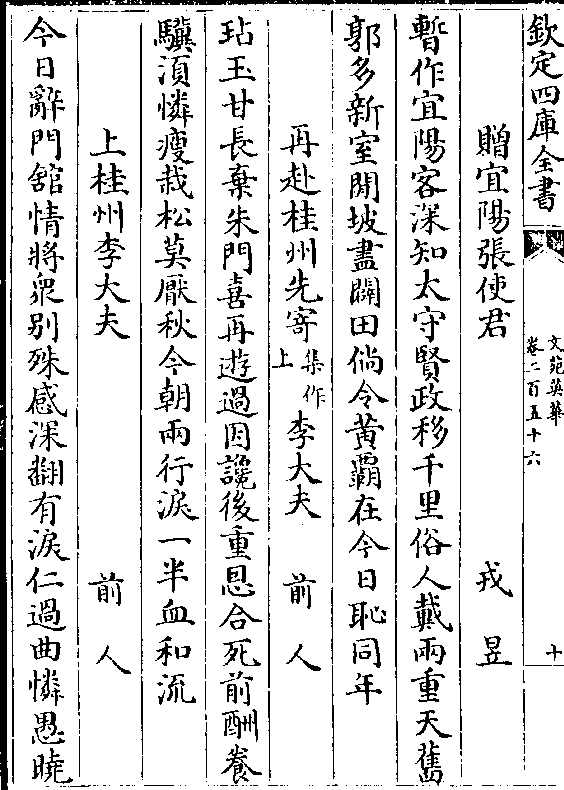 欽定四庫全書
文苑英華
卷二百五十六
十
贈宜陽張使君
戎昱
暫作宜陽客深知太守賢政移千里俗人戴兩重天舊
郭多新室閒坡盡闢田倘令黃霸在今日恥同年
再赴桂州先寄集作上李大夫
前人
玷玉甘長棄朱門喜再遊過因讒後重恩合死前酬養
驥湏憐瘦栽松莫厭秋今朝兩行淚一半血和流
上桂州李大夫
前人
今日辭門舘情將衆别殊感深翻有淚仁過曲憐愚曉